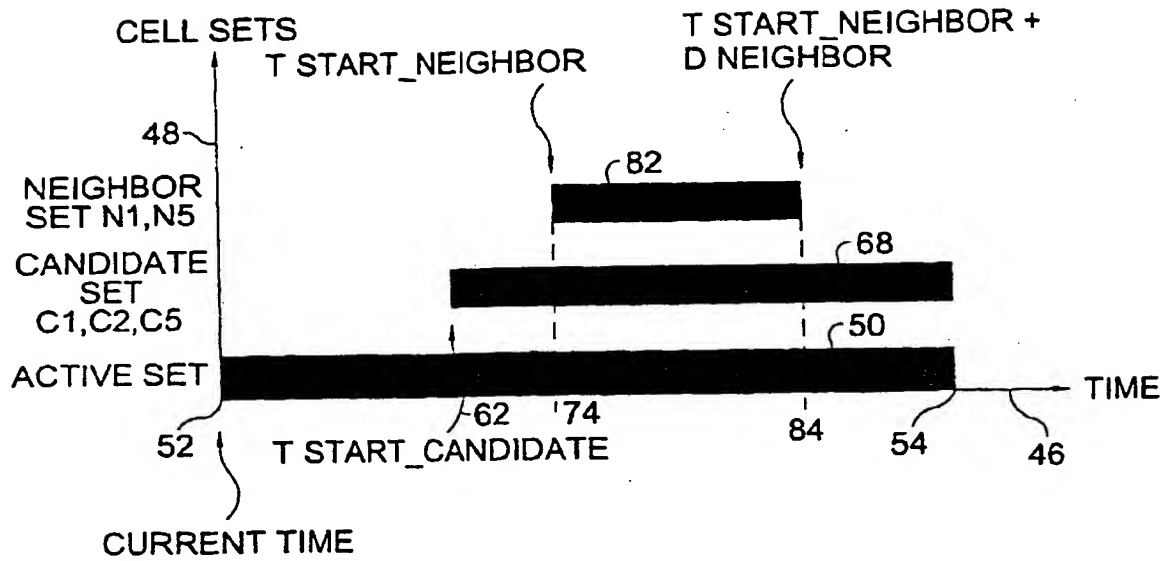 CELL SETS
T START_NEIGHBOR
T START_NEIGHBOR +
D NEIGHBOR
48
82
NEIGHBOR
SET N1,N5
68
CANDIDATE
SET
C1,C2,C5
50
ACTIVE SET
TIME
52
62
74
84
54
46
T START_CANDIDATE
CURRENT TIME